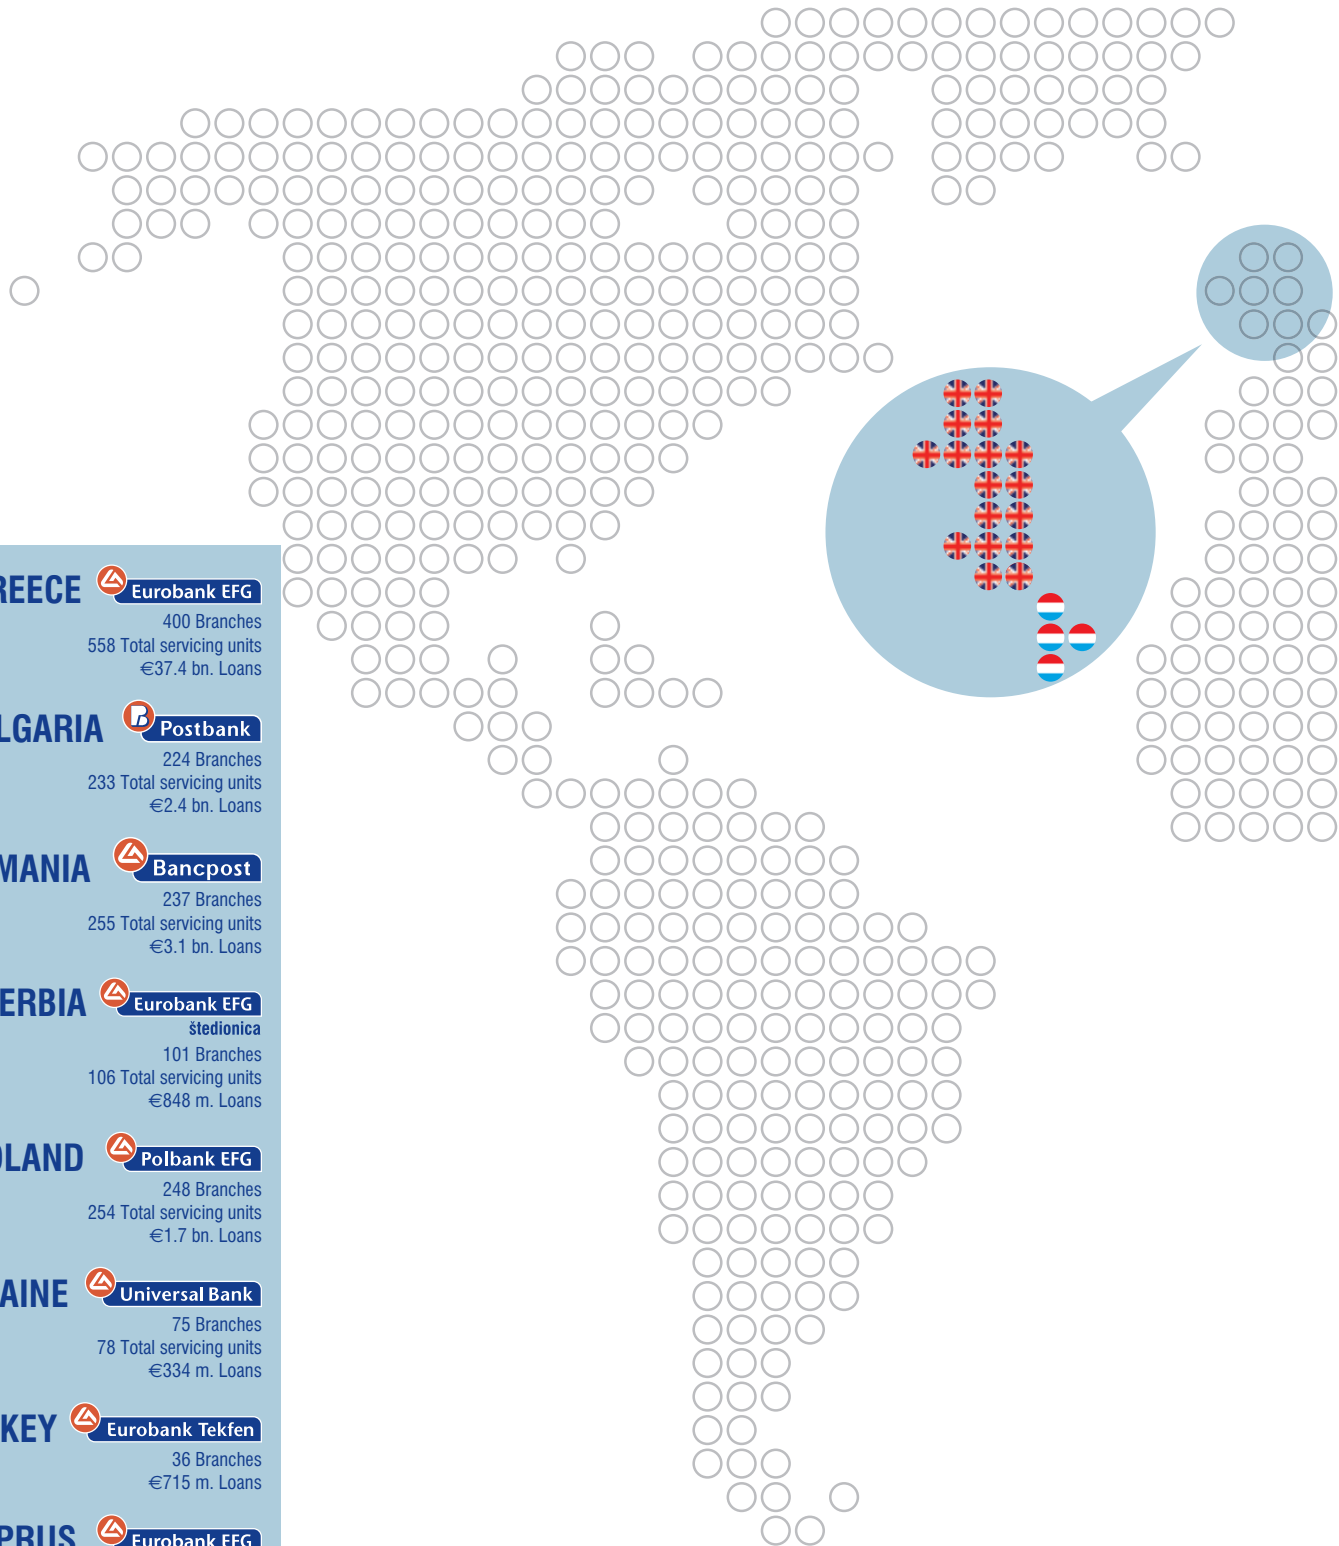 REECE Eurobank EFG
400 Branches
558 Total servicing units
€37.4 bn. Loans
LGARIA Postbank
224 Branches
233 Total servicing units
€2.4 bn. Loans
MANIA Bancpost
237 Branches
255 Total servicing units
€3.1 bn. Loans
ERBIA Eurobank EFG
štedionica
101 Branches
106 Total servicing units
€848 m. Loans
OLAND Polbank EFG
248 Branches
254 Total servicing units
€1.7 bn. Loans
AINE Universal Bank
75 Branches
78 Total servicing units
€334 m. Loans
KEY Eurobank Tekfen
36 Branches
€715 m. Loans
PRUS Eurobank EFG